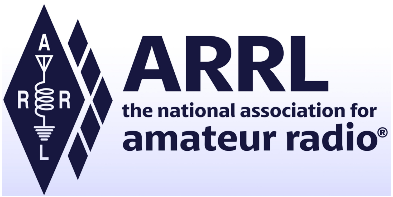 A
R R
L
ARRL
the national association for
amateur radio®